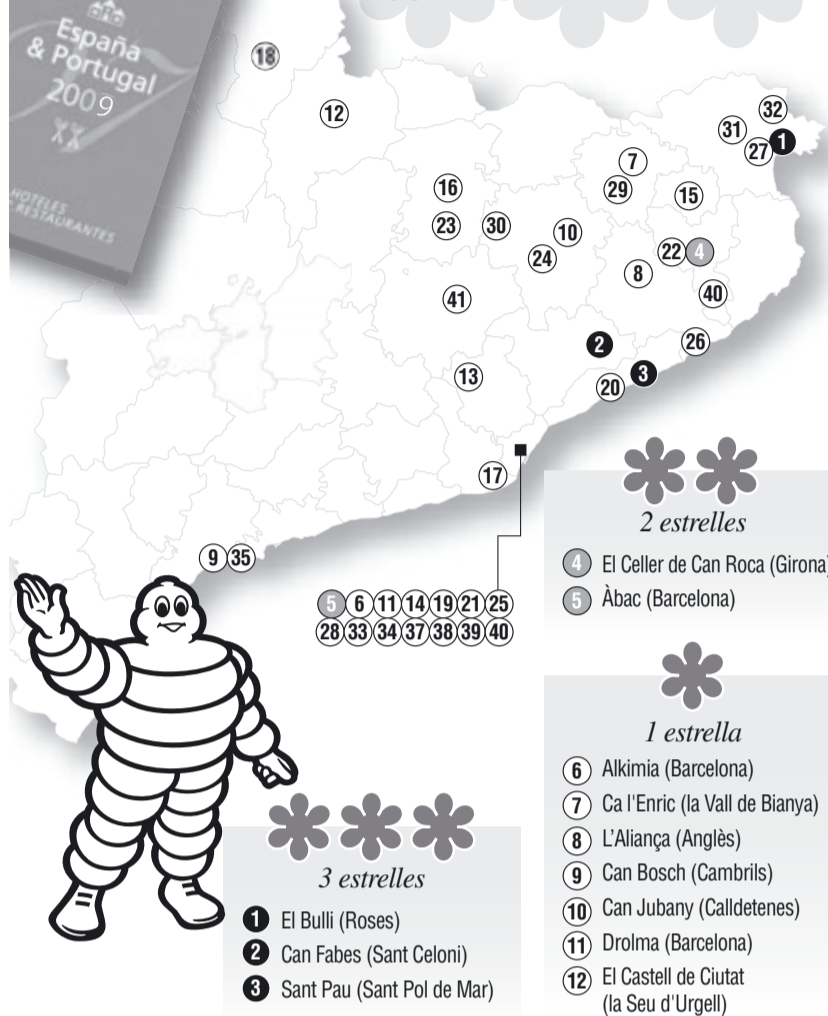 España
& Portugal
2009
HOTELES
RESTAURANTES
18
12
32
31
1
27
7
16
29
15
23
30
10
22
4
24
8
40
41
2
26
3
13
20
17
9 35
5 6 11 14 19 21 25
28 33 34 37 38 39 40
2 estrelles
4 El Celler de Can Roca (Girona)
5 Àbac (Barcelona)
1 estrella
6 Alkimia (Barcelona)
7 Ca l'Enric (la Vall de Bianya)
8 L'Aliança (Anglès)
9 Can Bosch (Cambrils)
10 Can Jubany (Calldetenes)
11 Drolma (Barcelona)
12 El Castell de Ciutat
(la Seu d'Urgell)
3 estrelles
1 El Bulli (Roses)
2 Can Fabes (Sant Celoni)
3 Sant Pau (Sant Pol de Mar)